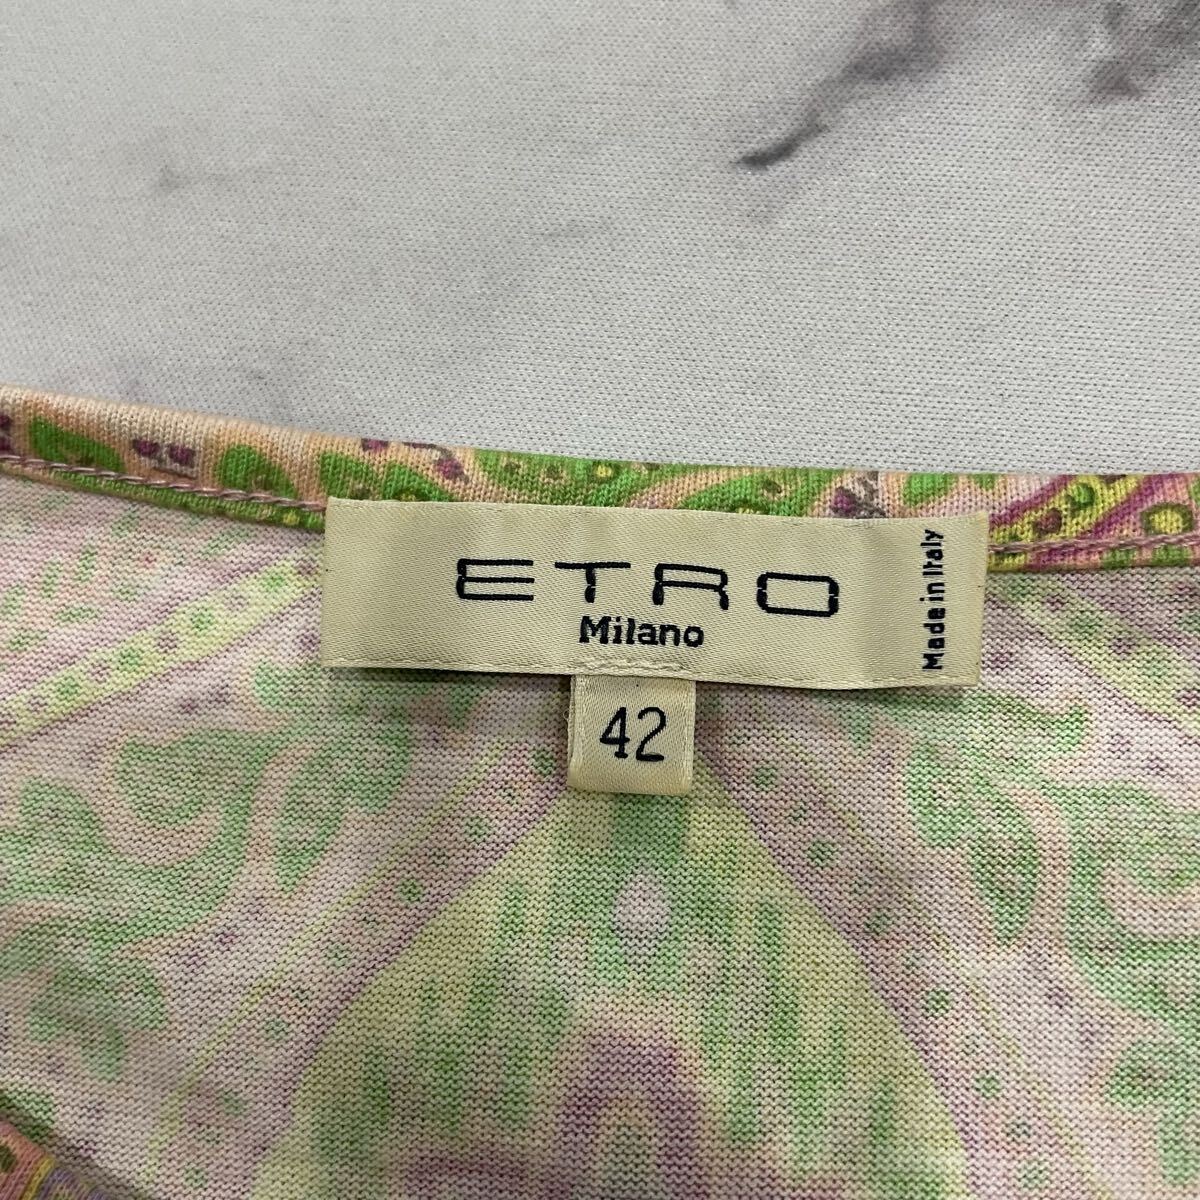 ETRO
Milano
Made in Italy
42